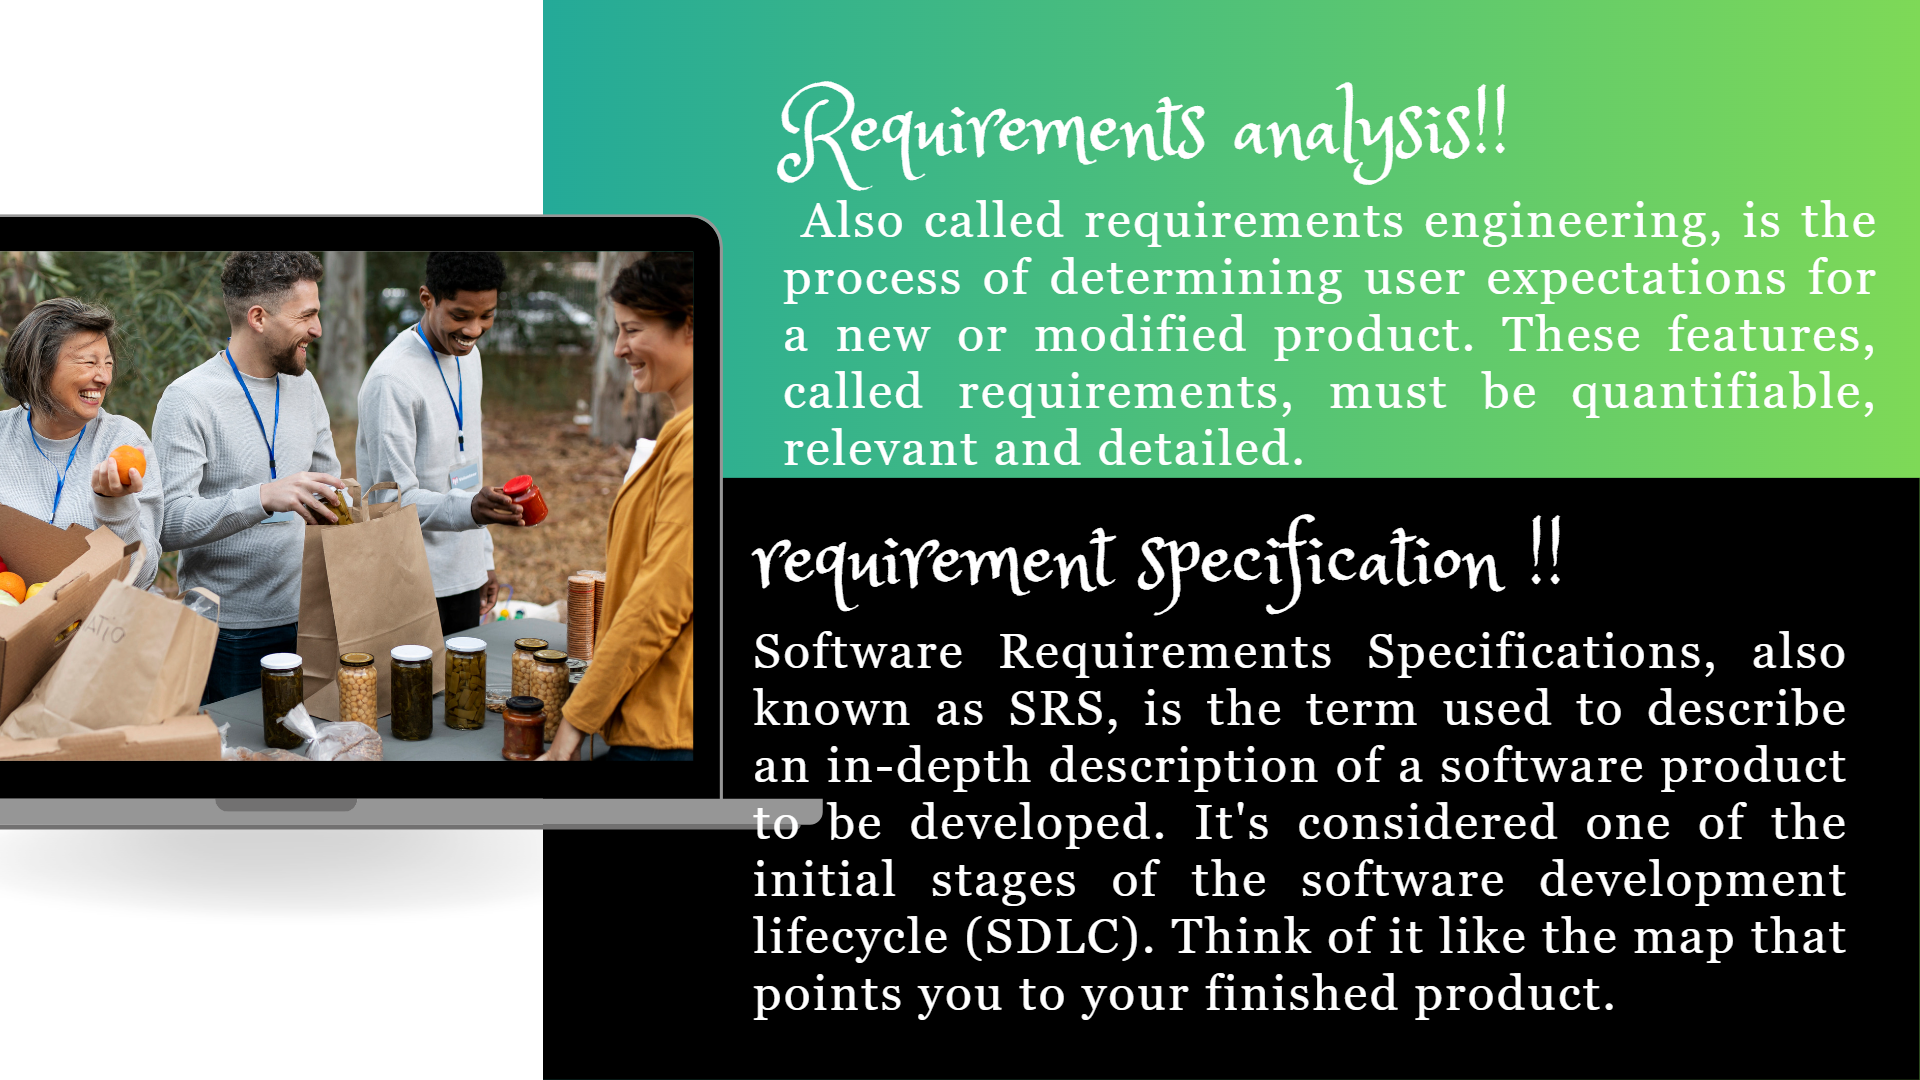 Requirements analysis!!
Also called requirements engineering, is the
process of determining user expectations for
a new or modified product. These features,
called requirements, must be quantifiable,
relevant and detailed.
requirement specification !!
Software Requirements Specifications, also
known as SRS, is the term used to describe
an in-depth description of a software product
to be developed. It's considered one of the
initial stages of the software development
lifecycle (SDLC). Think of it like the map that
points you to your finished product.